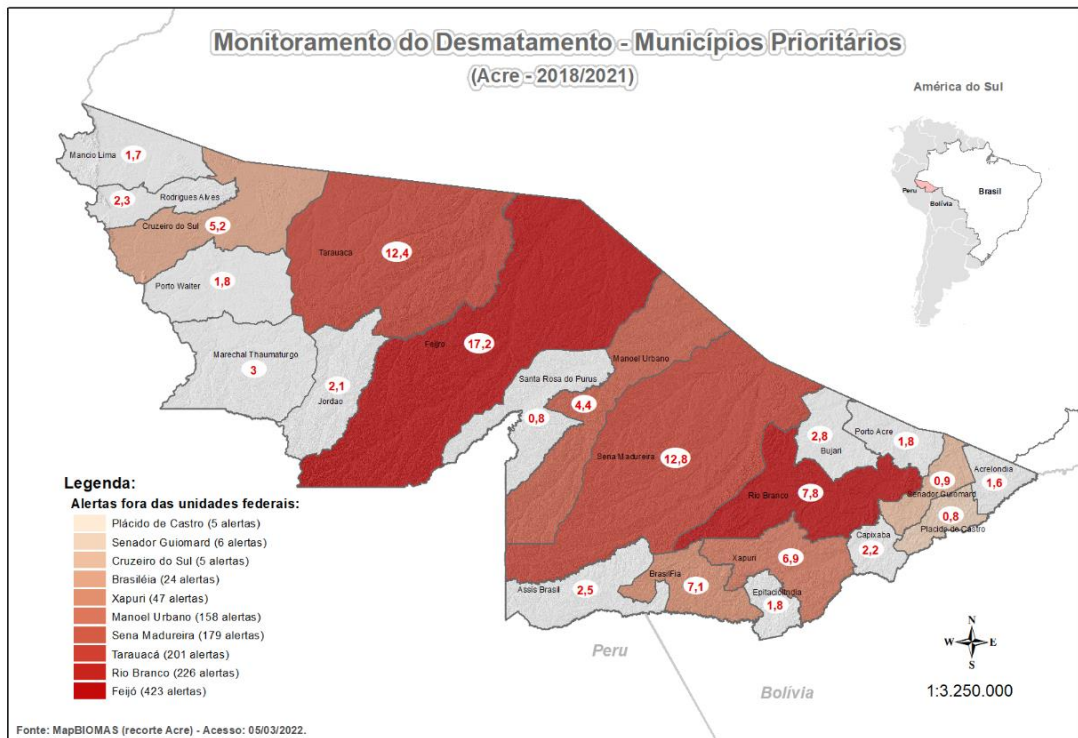 Monitoramento do Desmatamento - Municípios Prioritários
(Acre - 2018/2021)
América do Sul
Peru
Brasil
Bolívia
Mancio Lima
1,7
2,3
Rodrigues Alves
Cruzeiro do Sul
5,2
Tarauacá
12,4
Porto Walter
1,8
Marechal Thaumaturgo
3
2,1
Jordao
Feijro
17,2
Manoel Urbano
Santa Rosa do Purus
4,4
0,8
Sena Madureira
12,8
2,8
Bujari
Porto Acre
1,8
Acrelondia
1,6
0,9
Senador Guiomard
0,8
Placido de Castro
Rio Branco
7,8
Capixaba
2,2
Xapuri
6,9
BrasilFia
7,1
Assis Brasil
2,5
1,8
Peru
Bolívia
Legenda:
Alertas fora das unidades federais:
Plácido de Castro (5 alertas)
Senador Guiomard (6 alertas)
Cruzeiro do Sul (5 alertas)
Brasiléia (24 alertas)
Xapuri (47 alertas)
Manoel Urbano (158 alertas)
Sena Madureira (179 alertas)
Tarauacá (201 alertas)
Rio Branco (226 alertas)
Feijó (423 alertas)
N
W E
S
1:3.250.000
Fonte: MapBIOMAS (recorte Acre) - Acesso: 05/03/2022.